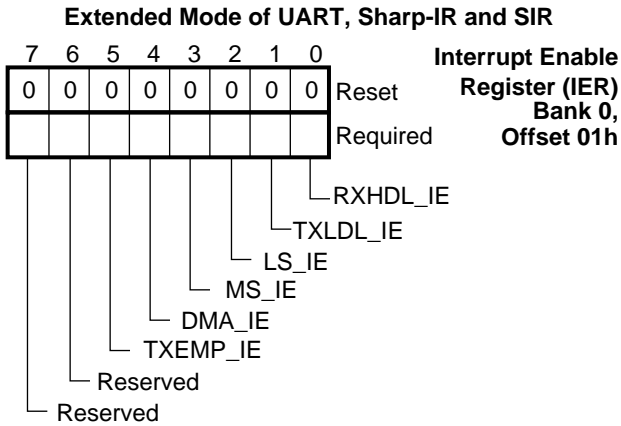 Extended Mode of UART, Sharp-IR and SIR
7 6 5 4 3 2 1 0
Interrupt Enable
Register (IER)
Bank 0,
Offset 01h
0 0 0 0 0 0 0 0 Reset
Required
RXHDL_IE
TXLDL_IE
LS_IE
MS_IE
DMA_IE
TXEMP_IE
Reserved
Reserved